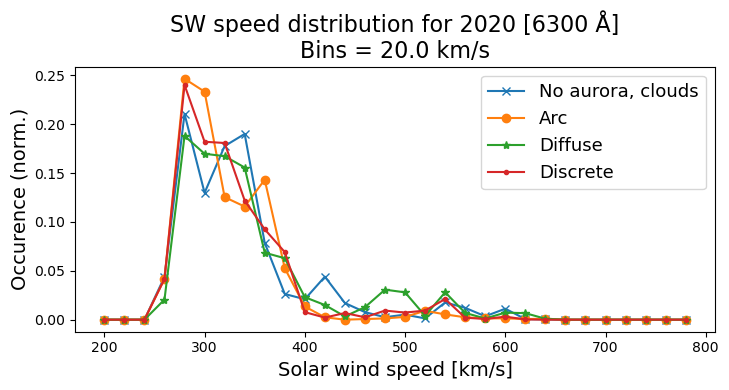 SW speed distribution for 2020 [6300 Å]
Bins = 20.0 km/s
Occurence (norm.)
0.25
0.20
0.15
0.10
0.05
0.00
No aurora, clouds
Arc
Diffuse
Discrete
200 300 400 500 600 700 800
Solar wind speed [km/s]